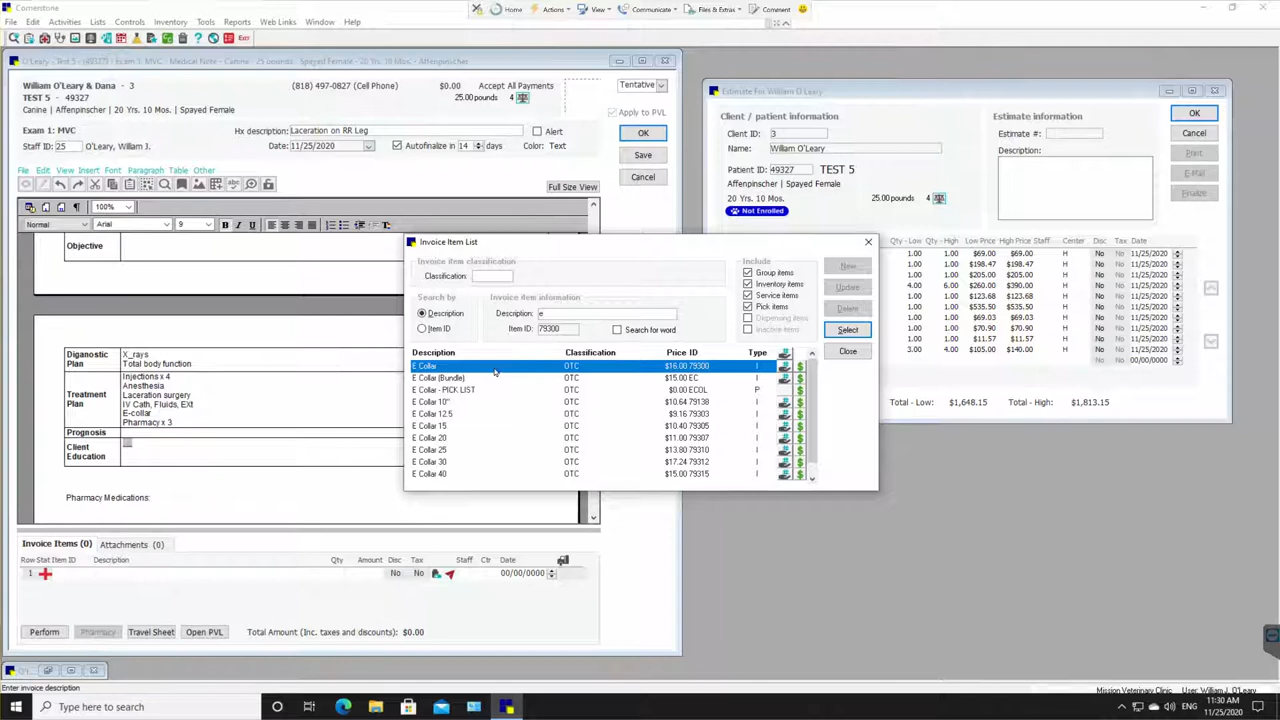 Cornerstone
Home Actions View Communicate Files & Extras Comment
File Edit Activities Lists Controls Inventory Tools Reports Web Links Window Help
O'Leary - Test 5 - (49327) - Exam 1: MVC Medical Note - Canine - 25 pounds - Spayed Female - Affenpinscher
William O'Leary & Dana - 3 (818) 497-0827 (Cell Phone) $0.00 Accept All Payments
TEST 5 - 49327 25.00 pounds 4
Canine | Affenpinscher | 20 Yrs. 10 Mos. | Spayed Female
Tentative
Apply to PVL
Exam 1: MVC Hx description: Laceration on RR Leg Alert
Staff ID: 25 O'Leary, William J. Date: 11/25/2020 Autofinalize in 14 days Color: Text
OK
Save
Cancel
File Edit View Insert Font Paragraph Table Other
Full Size View
100%
Normal Arial 9 B I U
Objective
Diganostic Plan
X_rays
Total body function
Treatment Plan
Injections x 4
Anesthesia
Laceration surgery
IV Cath, Fluids, EXt
E-collar
Pharmacy x 3
Prognosis
Client Education
Pharmacy Medications:
Invoice Items (0) Attachments (0)
Row Stat Item ID Description Qty Amount Disc Tax Staff Ctr Date
1 No No 00/00/0000
Perform Pharmacy Travel Sheet Open PVL Total Amount (Inc. taxes and discounts): $0.00
Estimate For William O'Leary
Client / patient information
Client ID: 3
Name: William O'Leary
Patient ID: 49327 TEST 5
Affenpinscher | Spayed Female
20 Yrs. 10 Mos. 25.00 pounds 4
Not Enrolled
Estimate information
Estimate #:
Description:
OK
Cancel
Print
E-Mail
Finalize
Qty - Low Qty - High Low Price High Price Staff Center Disc Tax Date
1.00 1.00 $69.00 $69.00 H No No 11/25/2020
1.00 1.00 $198.47 $198.47 H No No 11/25/2020
1.00 1.00 $205.00 $205.00 H No No 11/25/2020
4.00 6.00 $260.00 $390.00 H No No 11/25/2020
1.00 1.00 $123.68 $123.68 H No No 11/25/2020
1.00 1.00 $535.50 $535.50 H No No 11/25/2020
1.00 1.00 $69.03 $69.03 H No No 11/25/2020
1.00 1.00 $70.90 $70.90 H No No 11/25/2020
1.00 1.00 $11.57 $11.57 H No No 11/25/2020
3.00 4.00 $105.00 $140.00 H No No 11/25/2020
No No 00/00/0000
Total - Low: $1,648.15 Total - High: $1,813.15
Invoice Item List
Invoice item classification
Classification:
Search by
Description
Item ID
Invoice item information
Description: e
Item ID: 79300 Search for word
Include
Group items
Inventory items
Service items
Pick items
Dispensing items
Inactive items
New
Update
Delete
Select
Close
Description Classification Price ID Type
E Collar OTC $16.00 79300 I
E Collar (Bundle) OTC $15.00 EC I
E Collar - PICK LIST OTC $0.00 ECOL P
E Collar 10" OTC $10.64 79138 I
E Collar 12.5 OTC $9.16 79303 I
E Collar 15 OTC $10.40 79305 I
E Collar 20 OTC $11.00 79307 I
E Collar 25 OTC $13.80 79310 I
E Collar 30 OTC $17.24 79312 I
E Collar 40 OTC $15.00 79315 I
Enter invoice description
Mission Veterinary Clinic User: William J. O'Leary
Type here to search
ENG
11:30 AM
11/25/2020